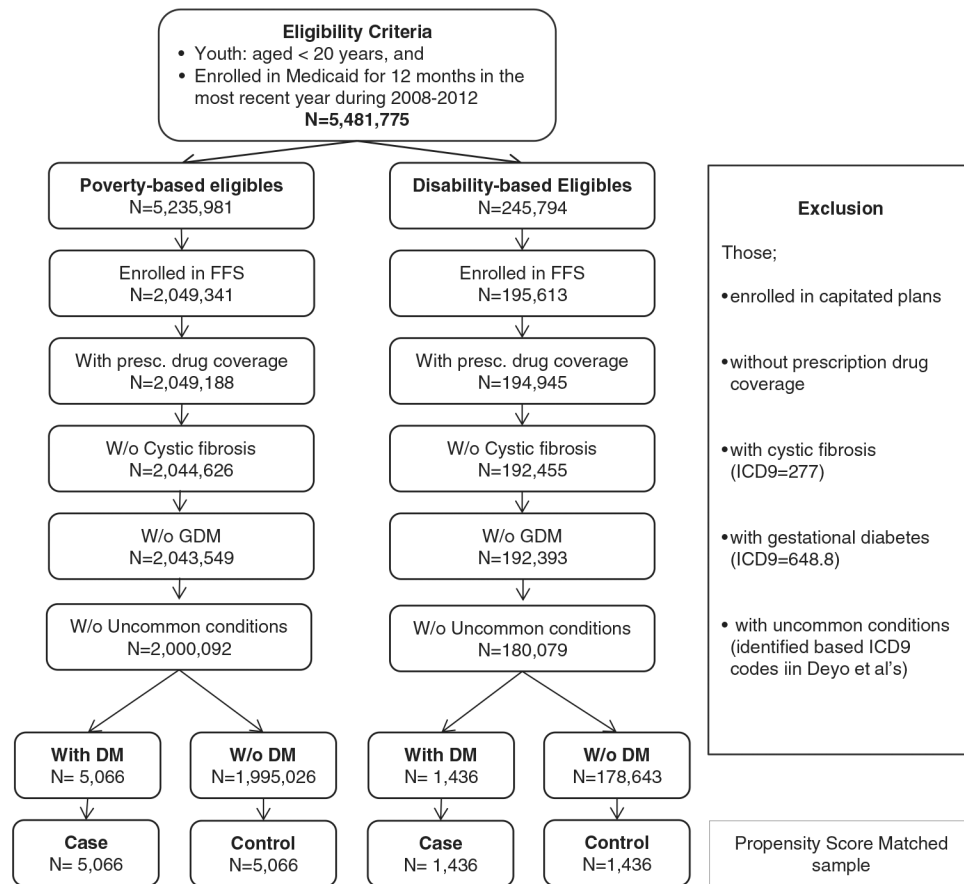 Eligibility Criteria
• Youth: aged < 20 years, and
• Enrolled in Medicaid for 12 months in the
most recent year during 2008-2012
N=5,481,775
Poverty-based eligibles
N=5,235,981
Disability-based Eligibles
N=245,794
Enrolled in FFS
N=2,049,341
Enrolled in FFS
N=195,613
With presc. drug coverage
N=2,049,188
With presc. drug coverage
N=194,945
W/o Cystic fibrosis
N=2,044,626
W/o Cystic fibrosis
N=192,455
W/o GDM
N=2,043,549
W/o GDM
N=192,393
W/o Uncommon conditions
N=2,000,092
W/o Uncommon conditions
N=180,079
With DM
N= 5,066
W/o DM
N=1,995,026
With DM
N= 1,436
W/o DM
N=178,643
Case
N= 5,066
Control
N=5,066
Case
N= 1,436
Control
N=1,436
Exclusion
Those;
•enrolled in capitated plans
•without prescription drug
coverage
•with cystic fibrosis
(ICD9=277)
•with gestational diabetes
(ICD9=648.8)
• with uncommon conditions
(identified based ICD9
codes iin Deyo et al's)
Propensity Score Matched
sample